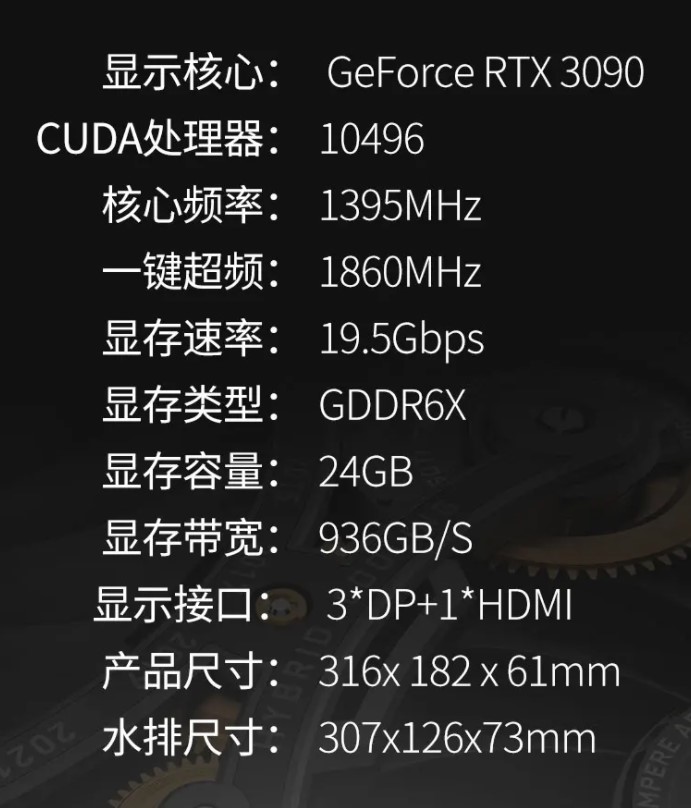 显示核心： GeForce RTX 3090
CUDA处理器： 10496
核心频率： 1395MHz
一键超频： 1860MHz
显存速率： 19.5Gbps
显存类型： GDDR6X
显存容量： 24GB
显存带宽： 936GB/S
显示接口： 3*DP+1*HDMI
产品尺寸： 316x 182 x 61mm
水排尺寸： 307x126x73mm
HYBRID
2021
AMPERE